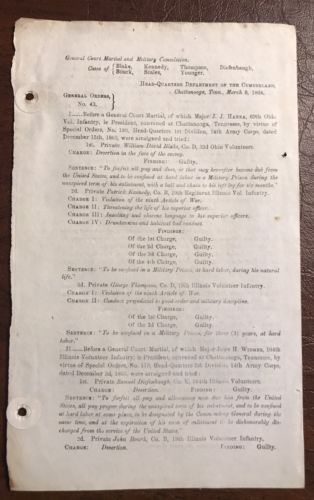 General Court Martial and Military Commission.
Cases of { Blake, Kennedy, Thompson, Diefenbaugh,
Bourk, Scales, Younger.
Head-Quarters Department of the Cumberland,
Chattanooga, Tenn., March 8, 1864.
General Orders, }
No. 43. }
I......Before a General Court Martial, of which Major J. J. Hanna, 69th Ohio
Vol. Infantry, is President, convened at Chattanooga, Tennessee, by virtue of
Special Orders, No. Head-Quarters 1st Division, 14th Army Corps, dated
December 15th, 1863, were arraigned and tried:
1st. Private William David Blake, Co. D, Ohio Volunteers.
Charge: Desertion in the face of the enemy.
Finding: Guilty.
Sentence: "To forfeit all pay and dues, or that may hereafter become due from
the United States, and to be confined at hard labor in a Military Prison during the
unexpired term of his enlistment, with a ball and chain to his left leg for six months."
2d. Private Patrick Kennedy, Co. B, 19th Regiment Illinois Vol. Infantry.
Charge I: Violation of the ninth Article of War.
Charge II: Threatening the life of his superior officer.
Charge III: Insulting and obscene language to his superior officers.
Charge IV: Drunkenness and habitual bad conduct.
Finding:
Of the 1st Charge, Guilty.
Of the 2d Charge, Guilty.
Of the 3d Charge, Guilty.
Of the 4th Charge, Guilty.
Sentence: "To be confined in a Military Prison, at hard labor, during his natural
life."
3d. Private George Thompson, Co. D, 19th Illinois Volunteer Infantry.
Charge I: Violation of the ninth Article of War.
Charge II: Conduct prejudicial to good order and military discipline.
Finding:
Of the 1st Charge, Guilty.
Of the 2d Charge, Guilty.
Sentence: "To be confined in a Military Prison, for three (3) years, at hard
labor."
II......Before a General Court Martial, of which Major John H. Widmer, 104th
Illinois Volunteer Infantry, is President, convened at Chattanooga, Tennessee, by
virtue of Special Orders, No. Head-Quarters 1st Division, 14th Army Corps,
dated December 2d, 1863, were arraigned and tried:
1st. Private Samuel Diefenbaugh, Co. 104th Illinois Volunteers.
Charge: Desertion. Finding: Guilty.
Sentence: "To forfeit all pay and allowances now due him from the United
States, all pay proper during the unexpired term of his enlistment, and to be confined
at hard labor at some place, to be designated by the Commanding General during the
same time, and at the expiration of his term of enlistment to be dishonorably dis-
charged from the service of the United States."
2d. Private John Bourk, Co. B, 19th Illinois Volunteer Infantry.
Charge: Desertion. Finding: Guilty.